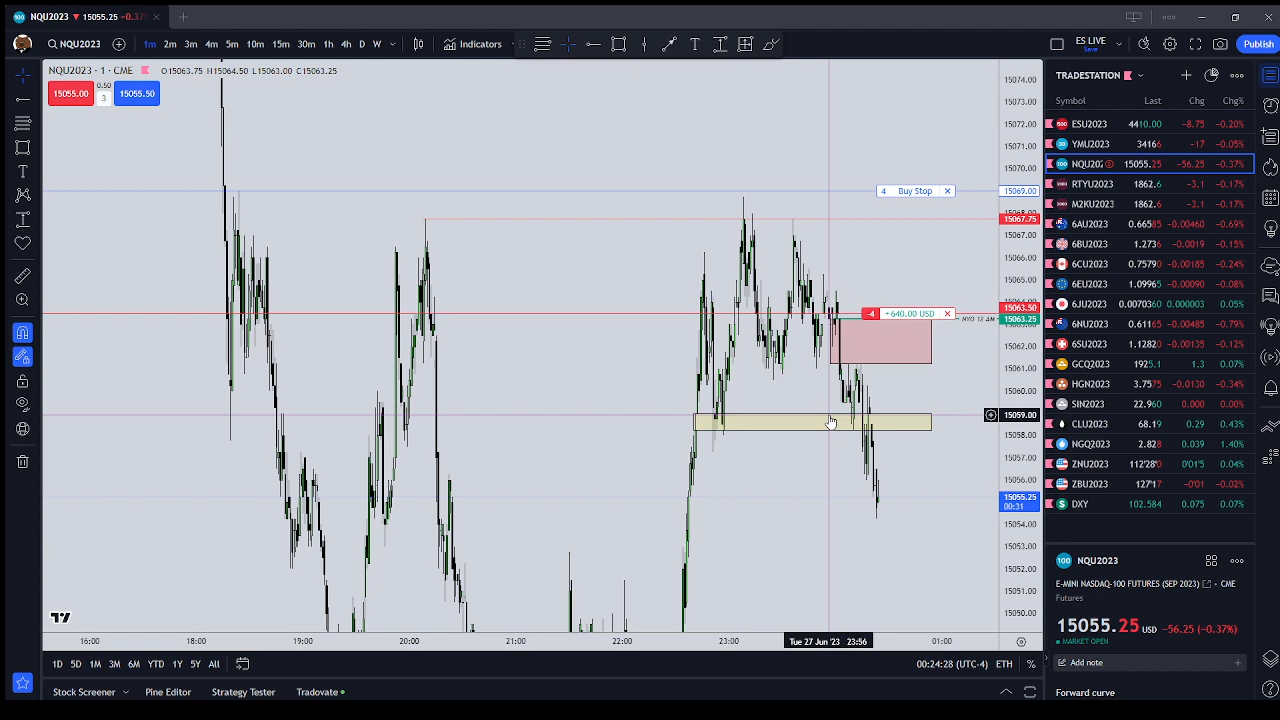 NQU2023 ▼ 15055.25 -0.37%
NQU2023 1m 2m 3m 4m 5m 10m 15m 30m 1h 4h D W Indicators ES LIVE Save Publish
NQU2023 · 1 · CME O15063.75 H15064.50 L15063.00 C15063.25
15055.00 0.50 3 15055.50
15074.00
15073.00
15072.00
15071.00
15070.00
4 Buy Stop × 15069.00
15067.75
15067.00
15066.00
15065.00
15063.50
-4 +640.00 USD ×
NYO 12 AM 15063.25
15062.00
15061.00
15060.00
15059.00
15058.00
15057.00
15056.00
15055.25
00:31
15054.00
15053.00
15052.00
15051.00
15050.00
16:00 18:00 19:00 20:00 21:00 22:00 23:00 Tue 27 Jun '23 23:56 01:00
1D 5D 1M 3M 6M YTD 1Y 5Y All 00:24:28 (UTC-4) ETH %
Stock Screener Pine Editor Strategy Tester Tradovate
TRADESTATION
Symbol Last Chg Chg%
ESU2023 4410.00 -8.75 -0.20%
YMU2023 34166 -17 -0.05%
NQU202 15055.25 -56.25 -0.37%
RTYU2023 1862.6 -3.1 -0.17%
M2KU2023 1862.6 -3.1 -0.17%
6AU2023 0.66585 -0.00460 -0.69%
6BU2023 1.2736 -0.0019 -0.15%
6CU2023 0.75790 -0.00185 -0.24%
6EU2023 1.09965 -0.00090 -0.08%
6JU2023 0.0070360 0.000003 0.05%
6NU2023 0.61165 -0.00485 -0.79%
6SU2023 1.12820 -0.00135 -0.12%
GCQ2023 1925.1 1.3 0.07%
HGN2023 3.7575 -0.0130 -0.34%
SIN2023 22.960 0.000 0.00%
CLU2023 68.19 0.29 0.43%
NGQ2023 2.828 0.039 1.40%
ZNU2023 112'28'0 0'01'5 0.04%
ZBU2023 127'17 -0'01 -0.02%
DXY 102.584 0.075 0.07%
NQU2023
E-MINI NASDAQ-100 FUTURES (SEP 2023) • CME
Futures
15055.25 USD -56.25 (-0.37%)
MARKET OPEN
Add note
Forward curve